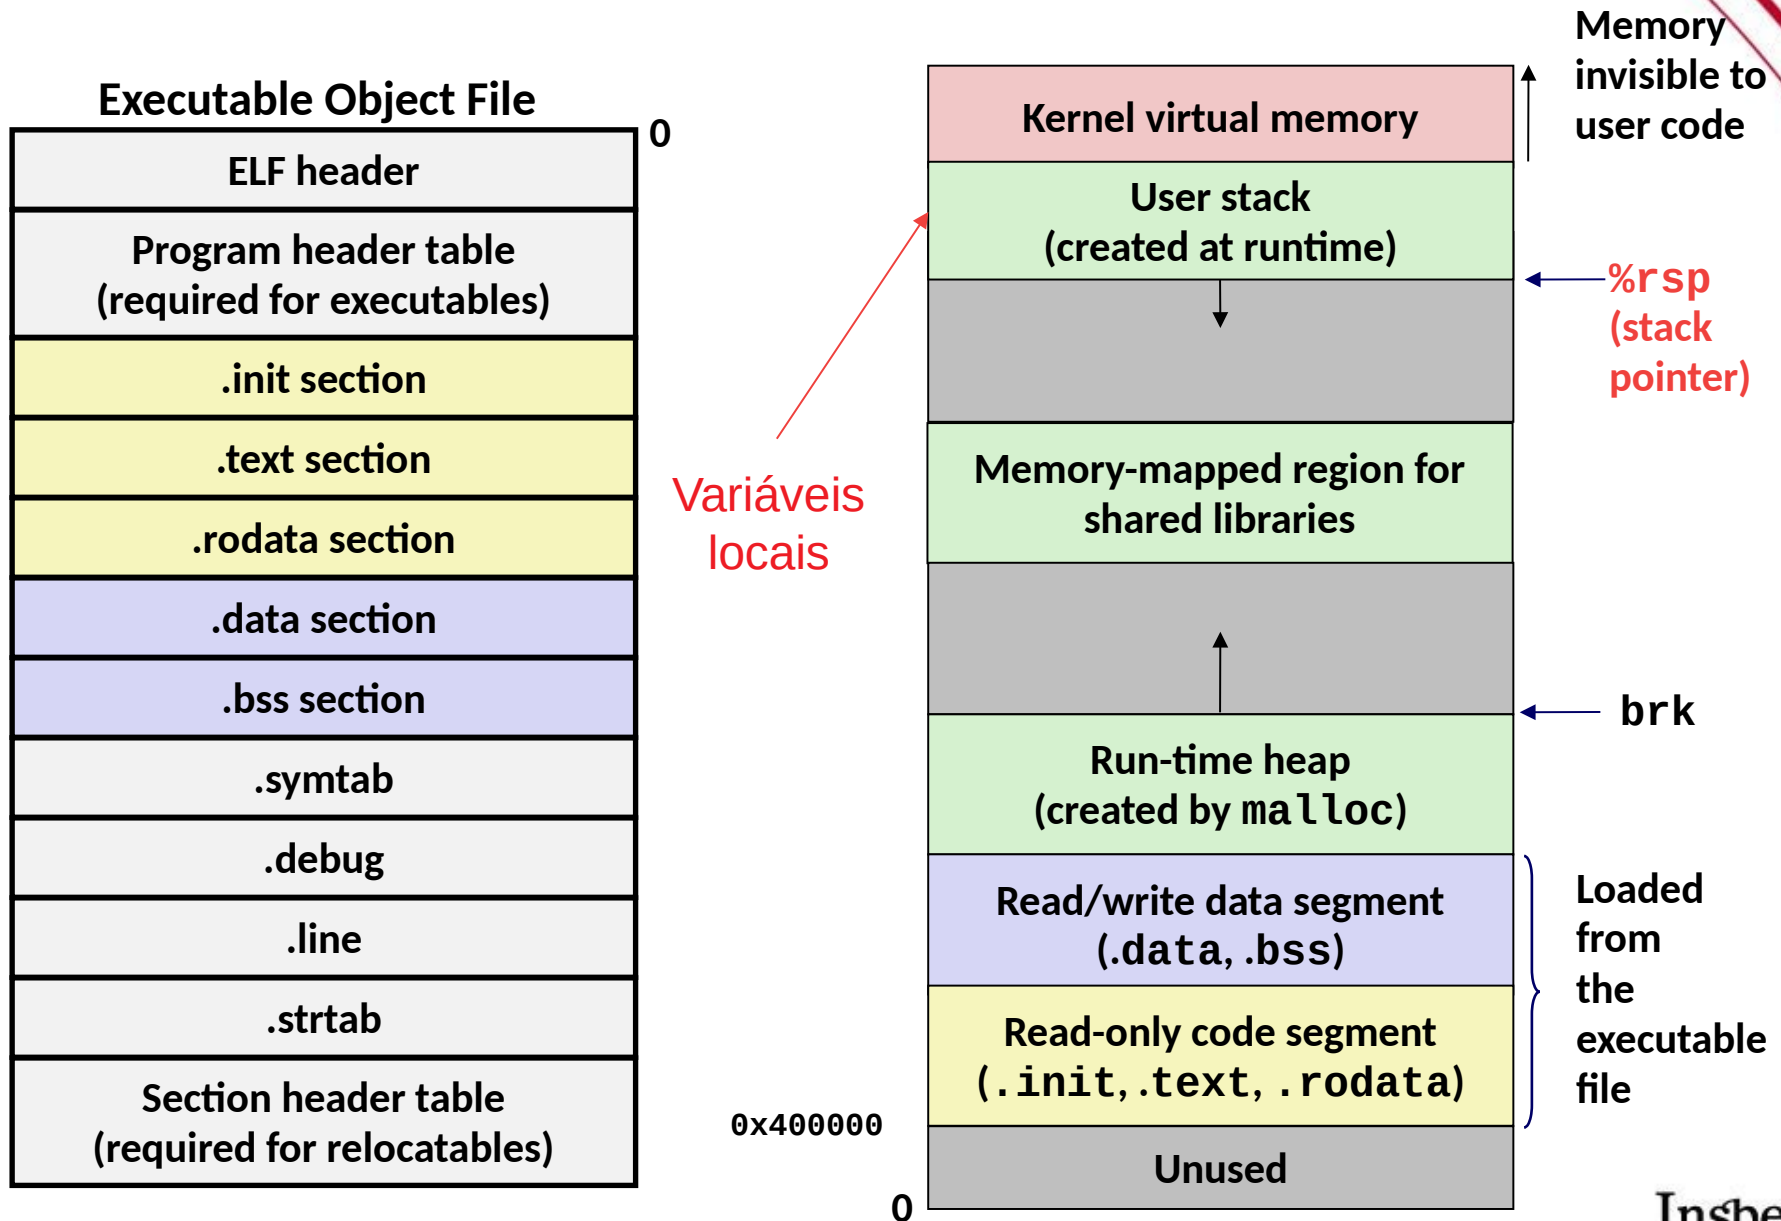 Executable Object File
0
ELF header
Program header table
(required for executables)
.init section
.text section
.rodata section
.data section
.bss section
.symtab
.debug
.line
.strtab
Section header table
(required for relocatables)
Variáveis
locais
Kernel virtual memory
User stack
(created at runtime)
Memory-mapped region for
shared libraries
Run-time heap
(created by malloc)
Read/write data segment
(.data, .bss)
Read-only code segment
(.init, .text, .rodata)
Unused
0x400000
0
Memory
invisible to
user code
%rsp
(stack
pointer)
brk
Loaded
from
the
executable
file